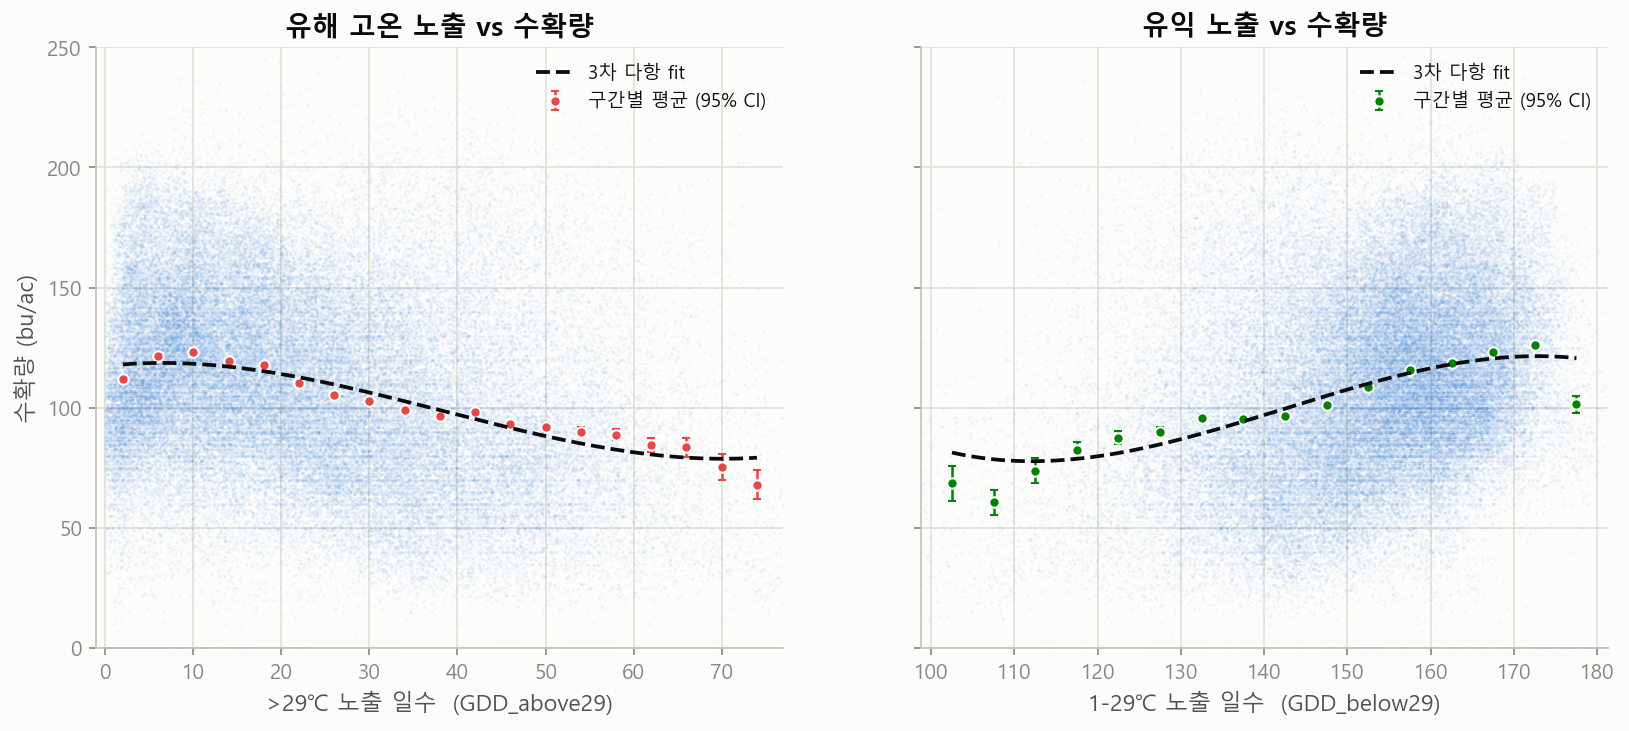 유해 고온 노출 vs 수확량
3차 다항 fit
구간별 평균 (95% CI)
수확량 (bu/ac)
250
200
150
100
50
0
0 10 20 30 40 50 60 70
>29℃ 노출 일수 (GDD_above29)
유익 노출 vs 수확량
3차 다항 fit
구간별 평균 (95% CI)
100 110 120 130 140 150 160 170 180
1-29℃ 노출 일수 (GDD_below29)